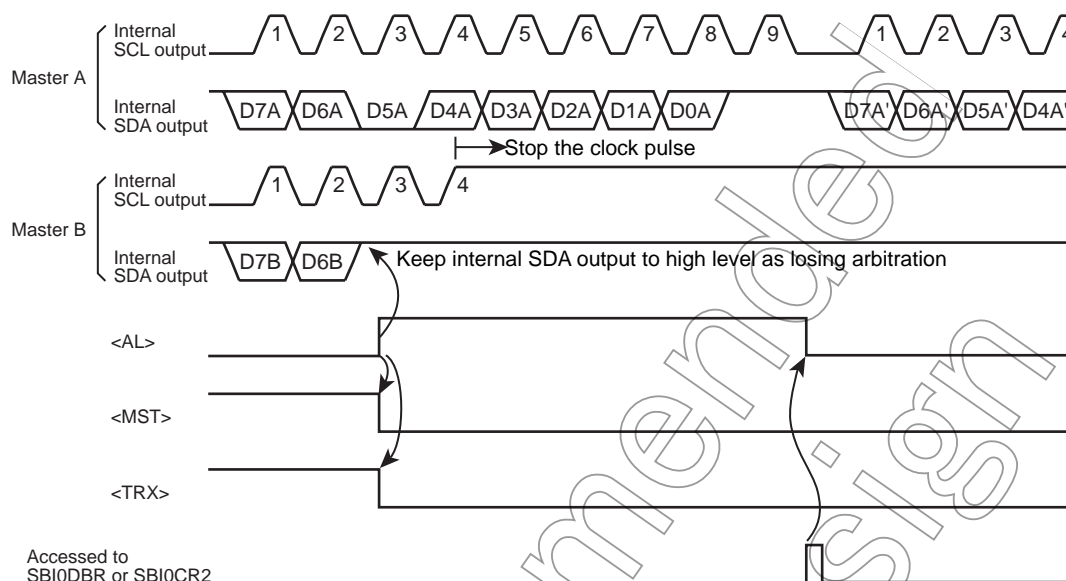 Internal
SCL output
1 2 3 4 5 6 7 8 9 1 2 3 4
Master A
Internal
SDA output
D7A D6A D5A D4A D3A D2A D1A D0A D7A' D6A' D5A' D4A'
Stop the clock pulse
Internal
SCL output
1 2 3 4
Master B
Internal
SDA output
D7B D6B
Keep internal SDA output to high level as losing arbitration
<AL>
<MST>
<TRX>
Accessed to
SBI0DBR or SBI0CR2
mended
sign